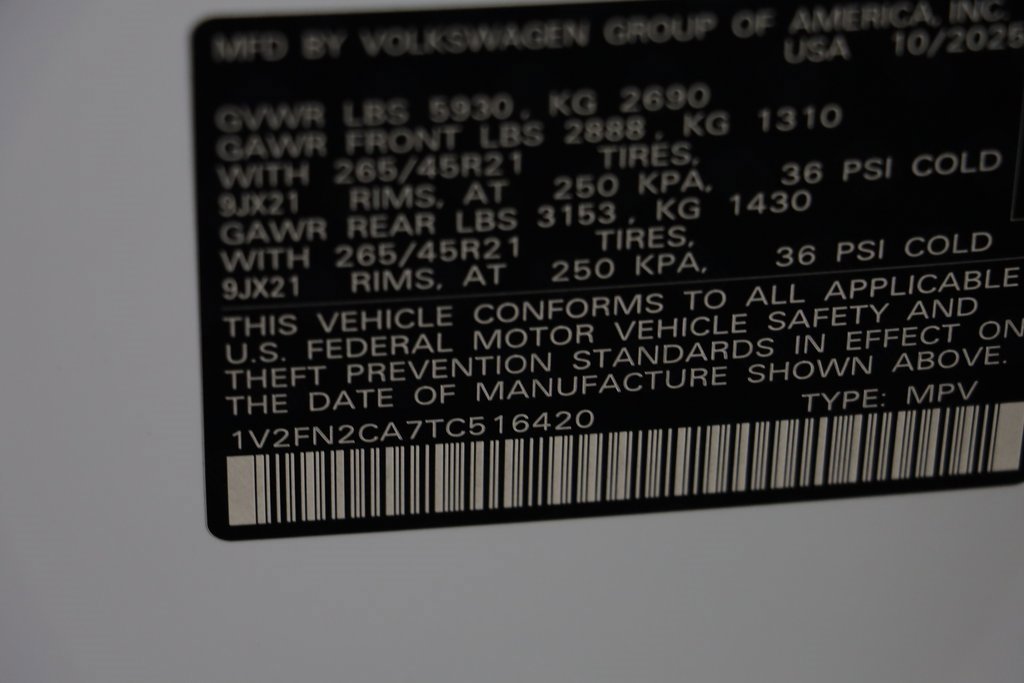 MFD BY VOLKSWAGEN GROUP OF AMERICA, INC.
USA 10/2025
GVWR LBS 5930, KG 2690
GAWR FRONT LBS 2888, KG 1310
WITH 265/45R21 TIRES,
9JX21 RIMS, AT 250 KPA, 36 PSI COLD
GAWR REAR LBS 3153, KG 1430
WITH 265/45R21 TIRES,
9JX21 RIMS, AT 250 KPA, 36 PSI COLD
THIS VEHICLE CONFORMS TO ALL APPLICABLE
U.S. FEDERAL MOTOR VEHICLE SAFETY AND
THEFT PREVENTION STANDARDS IN EFFECT ON
THE DATE OF MANUFACTURE SHOWN ABOVE.
1V2FN2CA7TC516420 TYPE: MPV